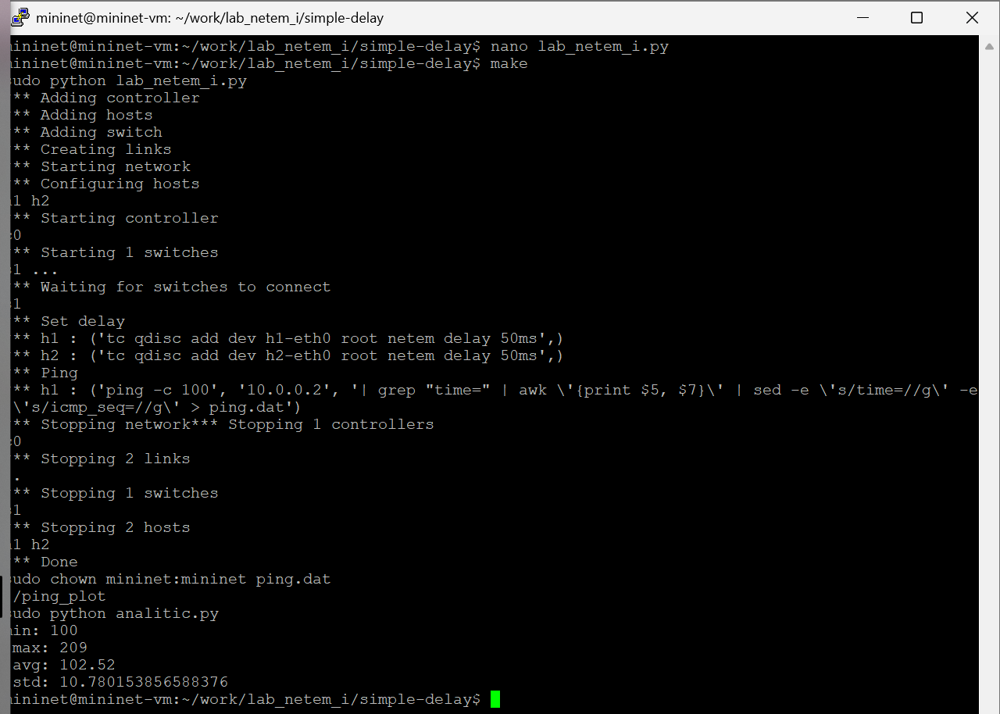 mininet@mininet-vm: ~/work/lab_netem_i/simple-delay
ininet@mininet-vm:~/work/lab_netem_i/simple-delay$ nano lab_netem_i.py
ininet@mininet-vm:~/work/lab_netem_i/simple-delay$ make
udo python lab_netem_i.py
** Adding controller
** Adding hosts
** Adding switch
** Creating links
** Starting network
** Configuring hosts
1 h2
** Starting controller
0
** Starting 1 switches
1 ...
** Waiting for switches to connect
1
** Set delay
** h1 : ('tc qdisc add dev h1-eth0 root netem delay 50ms',)
** h2 : ('tc qdisc add dev h2-eth0 root netem delay 50ms',)
** Ping
** h1 : ('ping -c 100', '10.0.0.2', '| grep "time=" | awk \'{print $5, $7}\' | sed -e \'s/time=//g\' -e
\'s/icmp_seq=//g\' > ping.dat')
** Stopping network*** Stopping 1 controllers
0
** Stopping 2 links
.
** Stopping 1 switches
1
** Stopping 2 hosts
1 h2
** Done
udo chown mininet:mininet ping.dat
/ping_plot
udo python analitic.py
in: 100
max: 209
avg: 102.52
std: 10.780153856588376
ininet@mininet-vm:~/work/lab_netem_i/simple-delay$